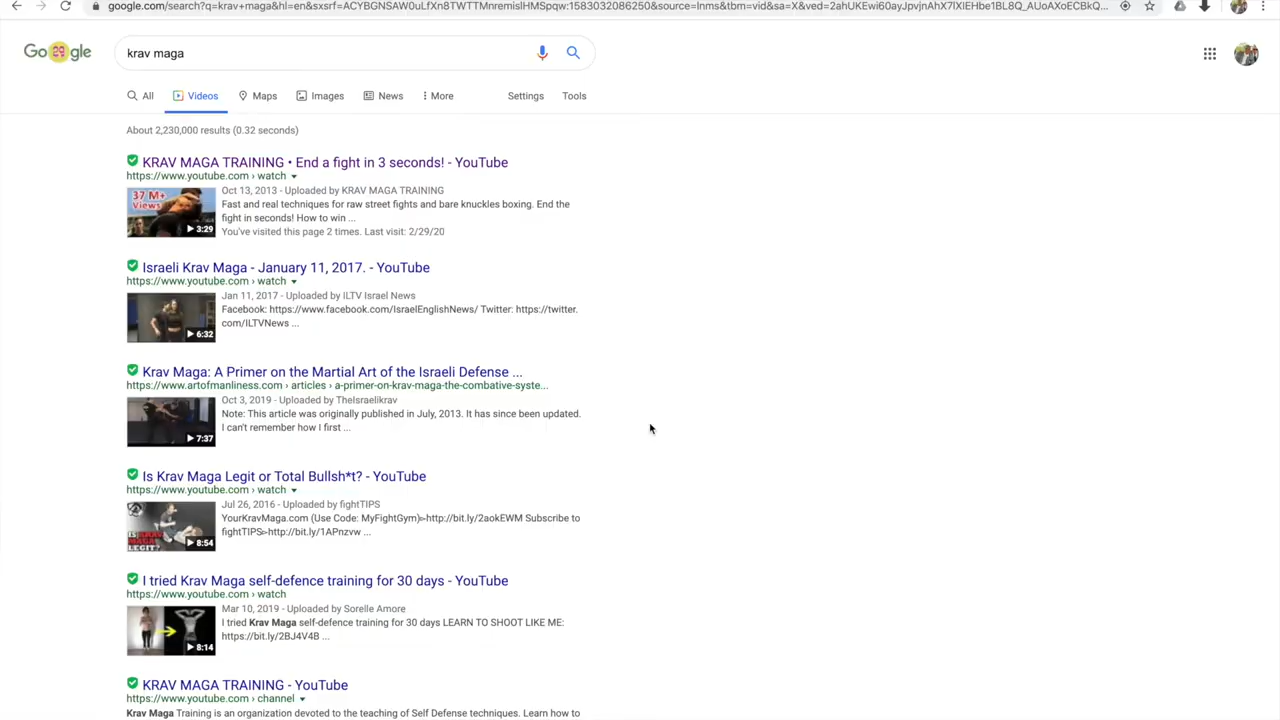 google.com/search?q=krav+maga&hl=en&sxsrf=ACYBGNSAW0uLfXn8TWTTMnremislHMSpqw:1583032086250&source=lnms&tbm=vid&sa=X&ved=2ahUKEwi60ayJpvjnAhX7lXIEHbe1BL8Q_AUoAXoECBkQ...
Google
krav maga
All Videos Maps Images News More Settings Tools
About 2,230,000 results (0.32 seconds)
KRAV MAGA TRAINING • End a fight in 3 seconds! - YouTube
https://www.youtube.com › watch
37 M+
Views
3:29
Oct 13, 2013 - Uploaded by KRAV MAGA TRAINING
Fast and real techniques for raw street fights and bare knuckles boxing. End the
fight in seconds! How to win ...
You've visited this page 2 times. Last visit: 2/29/20
Israeli Krav Maga - January 11, 2017. - YouTube
https://www.youtube.com › watch
6:32
Jan 11, 2017 - Uploaded by ILTV Israel News
Facebook: https://www.facebook.com/IsraelEnglishNews/ Twitter: https://twitter.
com/ILTVNews ...
Krav Maga: A Primer on the Martial Art of the Israeli Defense ...
https://www.artofmanliness.com › articles › a-primer-on-krav-maga-the-combative-syste...
7:37
Oct 3, 2019 - Uploaded by TheIsraelikrav
Note: This article was originally published in July, 2013. It has since been updated.
I can't remember how I first ...
Is Krav Maga Legit or Total Bullsh*t? - YouTube
https://www.youtube.com › watch
IS KRAV
MAGA
LEGIT?
8:54
Jul 26, 2016 - Uploaded by fightTIPS
YourKravMaga.com (Use Code: MyFightGym)▻http://bit.ly/2aokEWM Subscribe to
fightTIPS▻http://bit.ly/1APnzvw ...
I tried Krav Maga self-defence training for 30 days - YouTube
https://www.youtube.com › watch
8:14
Mar 10, 2019 - Uploaded by Sorelle Amore
I tried Krav Maga self-defence training for 30 days LEARN TO SHOOT LIKE ME:
https://bit.ly/2BJ4V4B ...
KRAV MAGA TRAINING - YouTube
https://www.youtube.com › channel
Krav Maga Training is an organization devoted to the teaching of Self Defense techniques. Learn how to